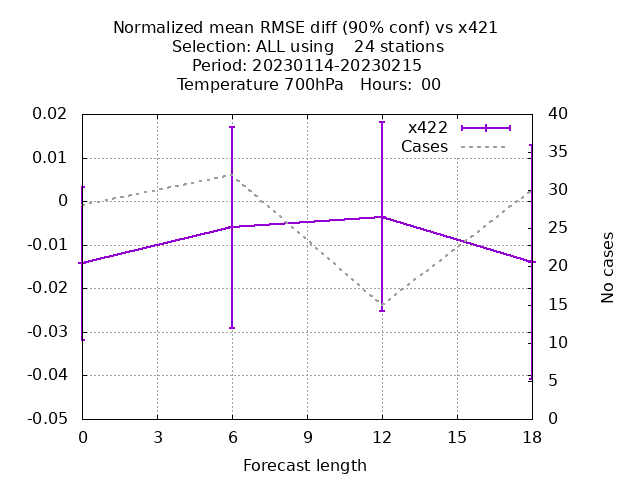 Normalized mean RMSE diff (90% conf) vs x421
Selection: ALL using    24 stations
Period: 20230114-20230215
Temperature 700hPa   Hours:  00
x422
Cases
0.02
0.01
0
-0.01
-0.02
-0.03
-0.04
-0.05
40
35
30
25
20
15
10
5
0
No cases
0 3 6 9 12 15 18
Forecast length